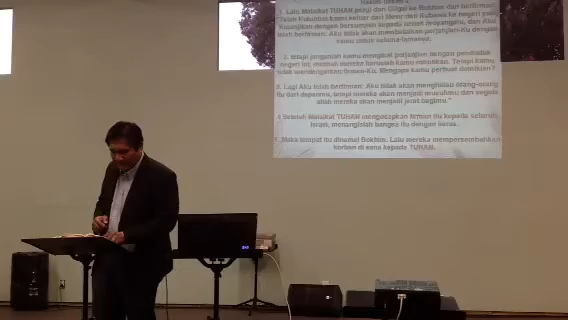 1. Lalu Malaikat TUHAN pergi dari Gilgal ke Bokhim dan berfirman:
"Telah Kutuntun kamu keluar dari Mesir dan Kubawa ke negeri yang
Kujanjikan dengan bersumpah kepada nenek moyangmu, dan Aku
telah berfirman: Aku tidak akan membatalkan perjanjian-Ku dengan
kamu untuk selama-lamanya;
2. tetapi janganlah kamu mengikat perjanjian dengan penduduk
negeri ini; mezbah mereka haruslah kamu robohkan. Tetapi kamu
tidak mendengarkan firman-Ku. Mengapa kamu perbuat demikian?
3. Lagi Aku telah berfirman: Aku tidak akan menghalau orang-orang
itu dari depanmu, tetapi mereka akan menjadi musuhmu dan segala
allah mereka akan menjadi jerat bagimu."
4 Setelah Malaikat TUHAN mengucapkan firman itu kepada seluruh
Israel, menangislah bangsa itu dengan keras.
Maka tempat itu dinamai Bokhim. Lalu mereka mempersembahkan
korban di sana kepada TUHAN.